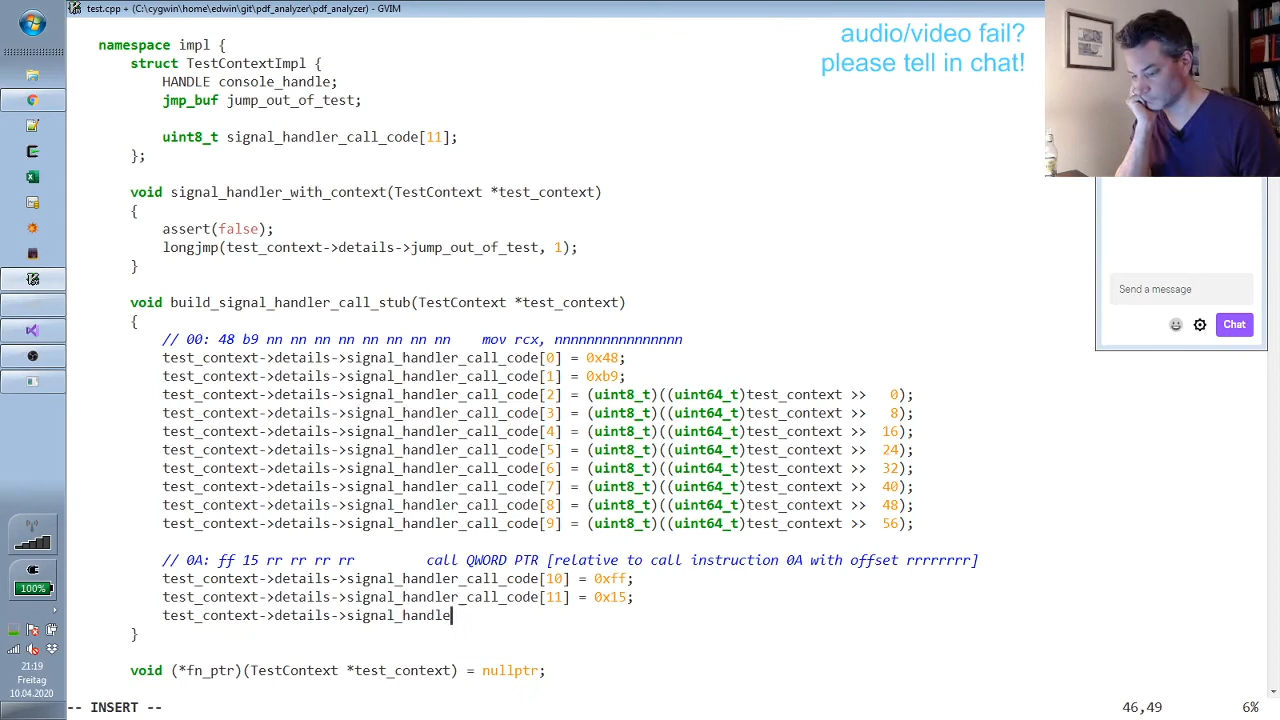 test.cpp + (C:\cygwin\home\edwin\git\pdf_analyzer\pdf_analyzer) - GVIM
audio/video fail?
please tell in chat!
namespace impl {
struct TestContextImpl {
HANDLE console_handle;
jmp_buf jump_out_of_test;
uint8_t signal_handler_call_code[11];
};
void signal_handler_with_context(TestContext *test_context)
{
assert(false);
longjmp(test_context->details->jump_out_of_test, 1);
}
void build_signal_handler_call_stub(TestContext *test_context)
{
// 00: 48 b9 nn nn nn nn nn nn nn nn    mov rcx, nnnnnnnnnnnnnnnn
test_context->details->signal_handler_call_code[0] = 0x48;
test_context->details->signal_handler_call_code[1] = 0xb9;
test_context->details->signal_handler_call_code[2] = (uint8_t)((uint64_t)test_context >>   0);
test_context->details->signal_handler_call_code[3] = (uint8_t)((uint64_t)test_context >>   8);
test_context->details->signal_handler_call_code[4] = (uint8_t)((uint64_t)test_context >>  16);
test_context->details->signal_handler_call_code[5] = (uint8_t)((uint64_t)test_context >>  24);
test_context->details->signal_handler_call_code[6] = (uint8_t)((uint64_t)test_context >>  32);
test_context->details->signal_handler_call_code[7] = (uint8_t)((uint64_t)test_context >>  40);
test_context->details->signal_handler_call_code[8] = (uint8_t)((uint64_t)test_context >>  48);
test_context->details->signal_handler_call_code[9] = (uint8_t)((uint64_t)test_context >>  56);
// 0A: ff 15 rr rr rr rr         call QWORD PTR [relative to call instruction 0A with offset rrrrrrrr]
test_context->details->signal_handler_call_code[10] = 0xff;
test_context->details->signal_handler_call_code[11] = 0x15;
test_context->details->signal_handle
}
void (*fn_ptr)(TestContext *test_context) = nullptr;
-- INSERT --
46,49
6%
Send a message
Chat
100%
21:19
Freitag
10.04.2020